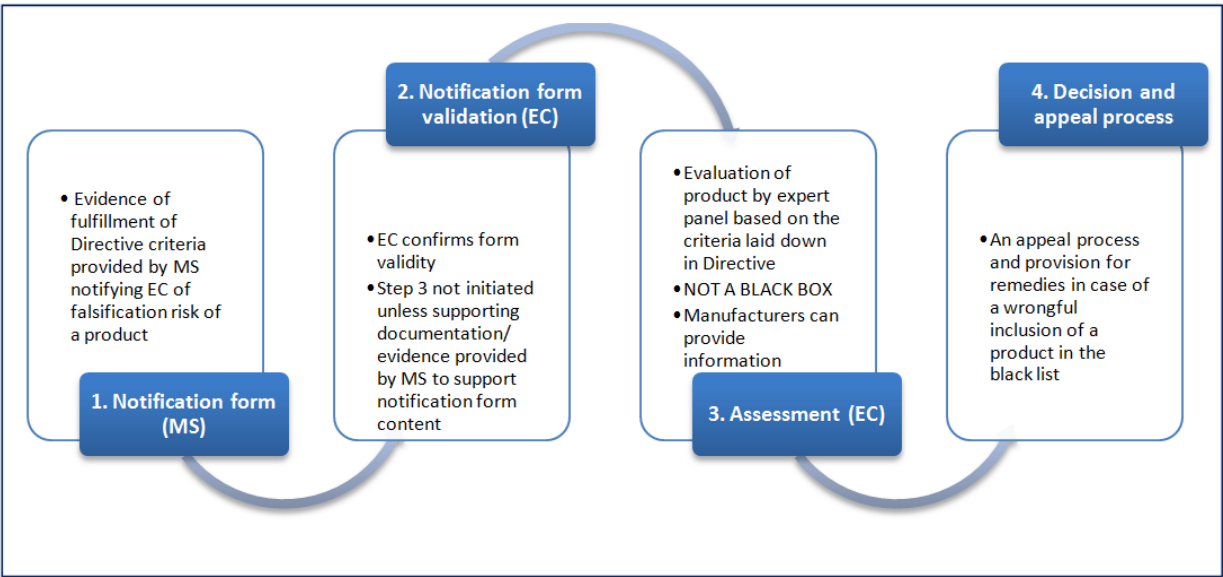 • Evidence of
fulfillment of
Directive criteria
provided by MS
notifying EC of
falsification risk of
a product
1. Notification form
(MS)
2. Notification form
validation (EC)
•EC confirms form
validity
•Step 3 not initiated
unless supporting
documentation/
evidence provided
by MS to support
notification form
content
•Evaluation of
product by expert
panel based on the
criteria laid down
in Directive
•NOT A BLACK BOX
•Manufacturers can
provide
information
3. Assessment (EC)
4. Decision and
appeal process
•An appeal process
and provision for
remedies in case of
a wrongful
inclusion of a
product in the
black list